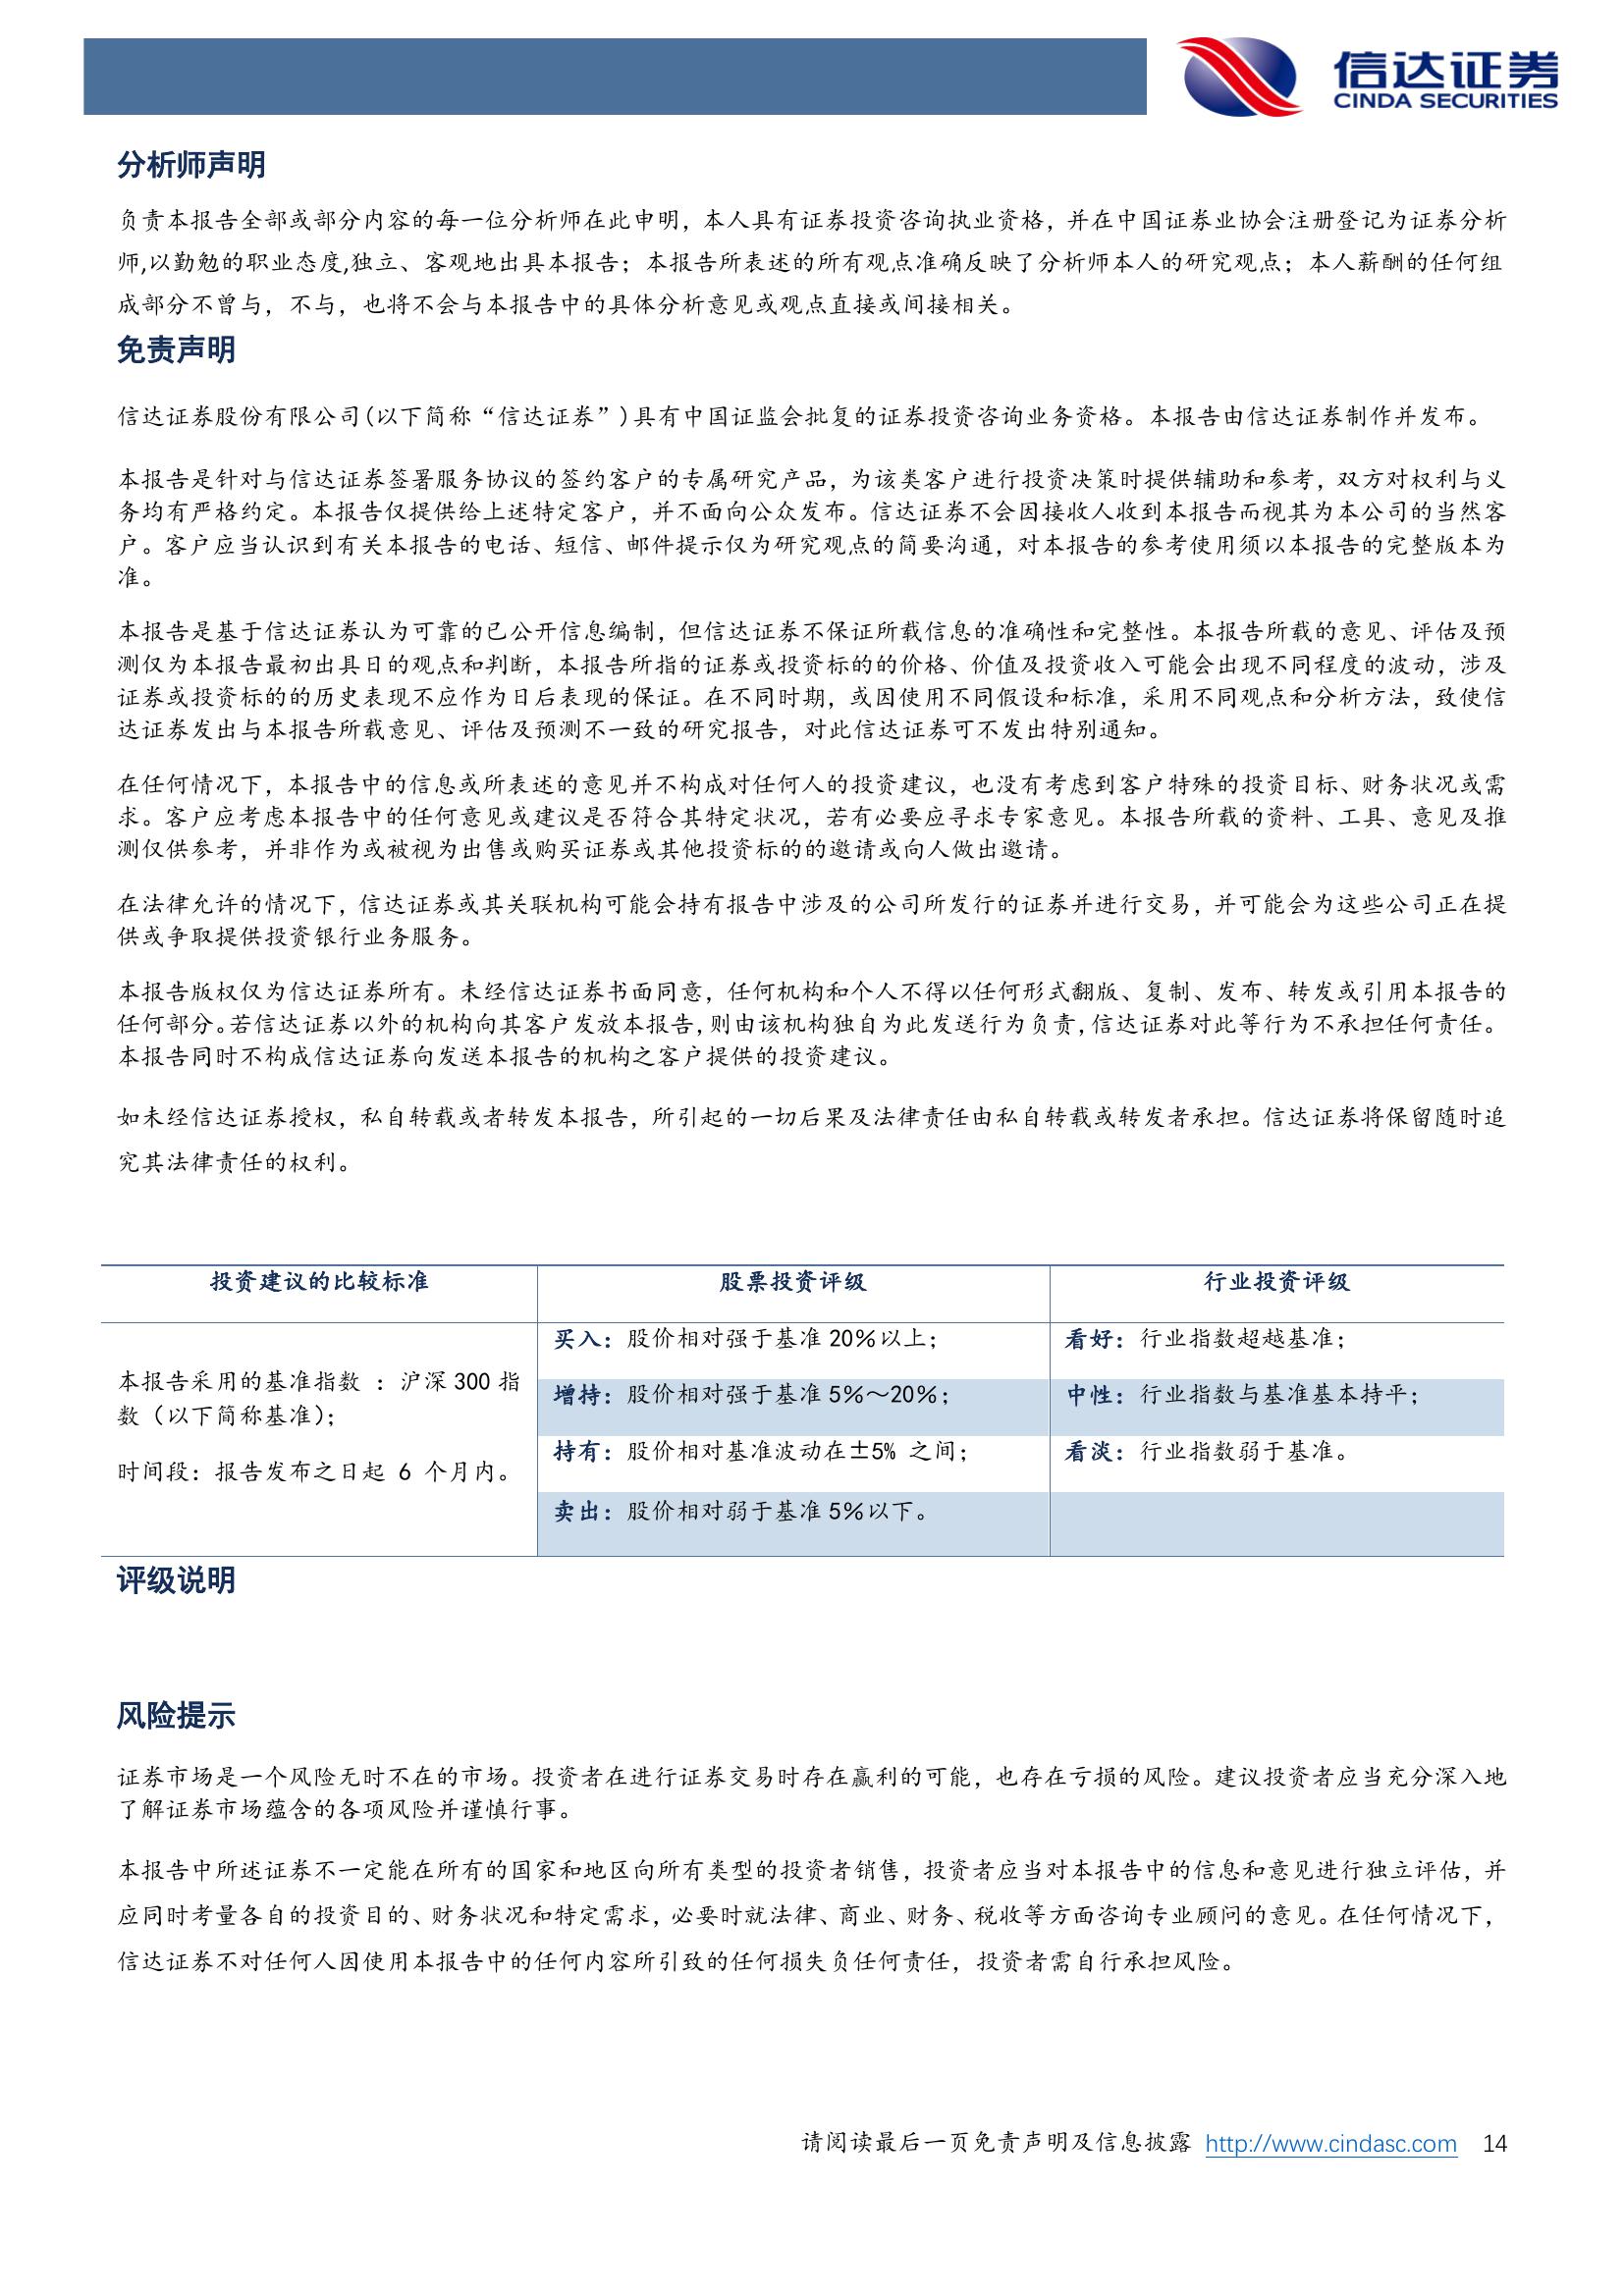 信达证券
CINDA SECURITIES
分析师声明
负责本报告全部或部分内容的每一位分析师在此申明，本人具有证券投资咨询执业资格，并在中国证券业协会注册登记为证券分析
师,以勤勉的职业态度,独立、客观地出具本报告；本报告所表述的所有观点准确反映了分析师本人的研究观点；本人薪酬的任何组
成部分不曾与，不与，也将不会与本报告中的具体分析意见或观点直接或间接相关。
免责声明
信达证券股份有限公司(以下简称“信达证券”)具有中国证监会批复的证券投资咨询业务资格。本报告由信达证券制作并发布。
本报告是针对与信达证券签署服务协议的签约客户的专属研究产品，为该类客户进行投资决策时提供辅助和参考，双方对权利与义
务均有严格约定。本报告仅提供给上述特定客户，并不面向公众发布。信达证券不会因接收人收到本报告而视其为本公司的当然客
户。客户应当认识到有关本报告的电话、短信、邮件提示仅为研究观点的简要沟通，对本报告的参考使用须以本报告的完整版本为
准。
本报告是基于信达证券认为可靠的已公开信息编制，但信达证券不保证所载信息的准确性和完整性。本报告所载的意见、评估及预
测仅为本报告最初出具日的观点和判断，本报告所指的证券或投资标的的价格、价值及投资收入可能会出现不同程度的波动，涉及
证券或投资标的的历史表现不应作为日后表现的保证。在不同时期，或因使用不同假设和标准，采用不同观点和分析方法，致使信
达证券发出与本报告所载意见、评估及预测不一致的研究报告，对此信达证券可不发出特别通知。
在任何情况下，本报告中的信息或所表述的意见并不构成对任何人的投资建议，也没有考虑到客户特殊的投资目标、财务状况或需
求。客户应考虑本报告中的任何意见或建议是否符合其特定状况，若有必要应寻求专家意见。本报告所载的资料、工具、意见及推
测仅供参考，并非作为或被视为出售或购买证券或其他投资标的的邀请或向人做出邀请。
在法律允许的情况下，信达证券或其关联机构可能会持有报告中涉及的公司所发行的证券并进行交易，并可能会为这些公司正在提
供或争取提供投资银行业务服务。
本报告版权仅为信达证券所有。未经信达证券书面同意，任何机构和个人不得以任何形式翻版、复制、发布、转发或引用本报告的
任何部分。若信达证券以外的机构向其客户发放本报告，则由该机构独自为此发送行为负责，信达证券对此等行为不承担任何责任。
本报告同时不构成信达证券向发送本报告的机构之客户提供的投资建议。
如未经信达证券授权，私自转载或者转发本报告，所引起的一切后果及法律责任由私自转载或转发者承担。信达证券将保留随时追
究其法律责任的权利。
投资建议的比较标准 股票投资评级 行业投资评级
本报告采用的基准指数 ：沪深 300 指
数（以下简称基准）；
时间段：报告发布之日起 6 个月内。
买入：股价相对强于基准 20％以上；
增持：股价相对强于基准 5％～20％；
持有：股价相对基准波动在±5% 之间；
卖出：股价相对弱于基准 5％以下。
看好：行业指数超越基准；
中性：行业指数与基准基本持平；
看淡：行业指数弱于基准。
评级说明
风险提示
证券市场是一个风险无时不在的市场。投资者在进行证券交易时存在赢利的可能，也存在亏损的风险。建议投资者应当充分深入地
了解证券市场蕴含的各项风险并谨慎行事。
本报告中所述证券不一定能在所有的国家和地区向所有类型的投资者销售，投资者应当对本报告中的信息和意见进行独立评估，并
应同时考量各自的投资目的、财务状况和特定需求，必要时就法律、商业、财务、税收等方面咨询专业顾问的意见。在任何情况下，
信达证券不对任何人因使用本报告中的任何内容所引致的任何损失负任何责任，投资者需自行承担风险。
请阅读最后一页免责声明及信息披露 http://www.cindasc.com 14